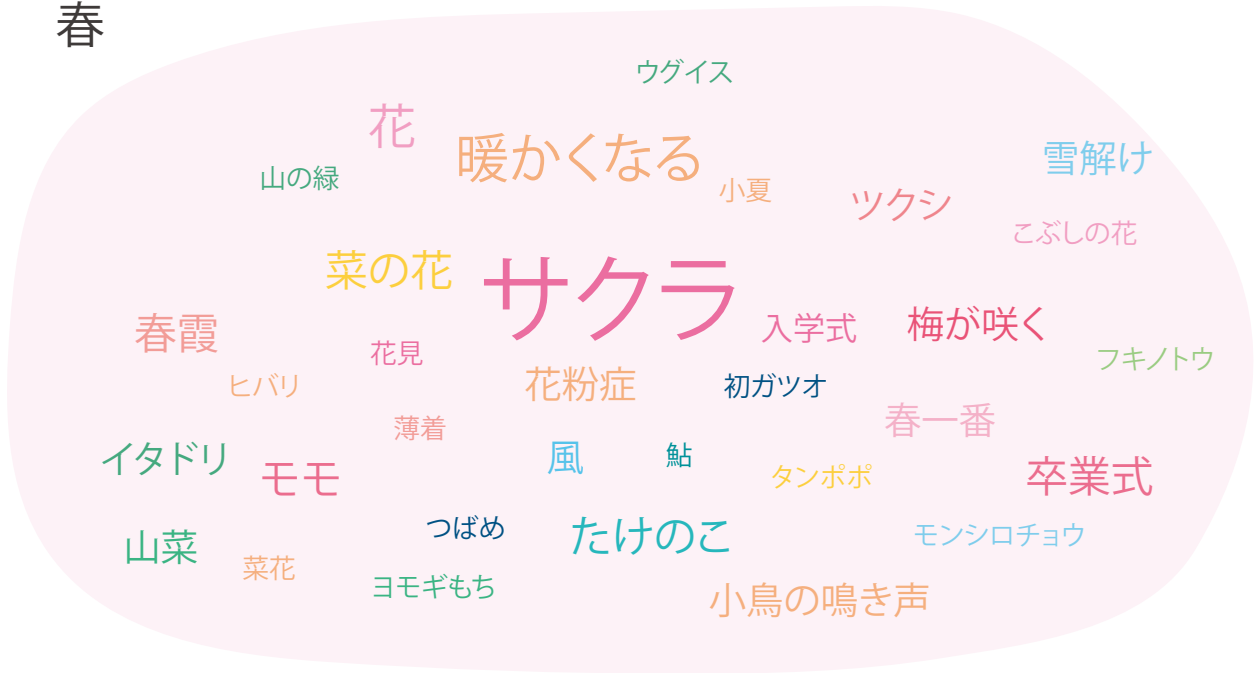 春
ウグイス
花
暖かくなる
雪解け
山の緑
小夏
ツクシ
こぶしの花
菜の花
サクラ
春霞
入学式
梅が咲く
花見
フキノトウ
ヒバリ
花粉症
初ガツオ
薄着
春一番
イタドリ
モモ
風
鮎
タンポポ
卒業式
つばめ
たけのこ
モンシロチョウ
山菜
菜花
ヨモギもち
小鳥の鳴き声